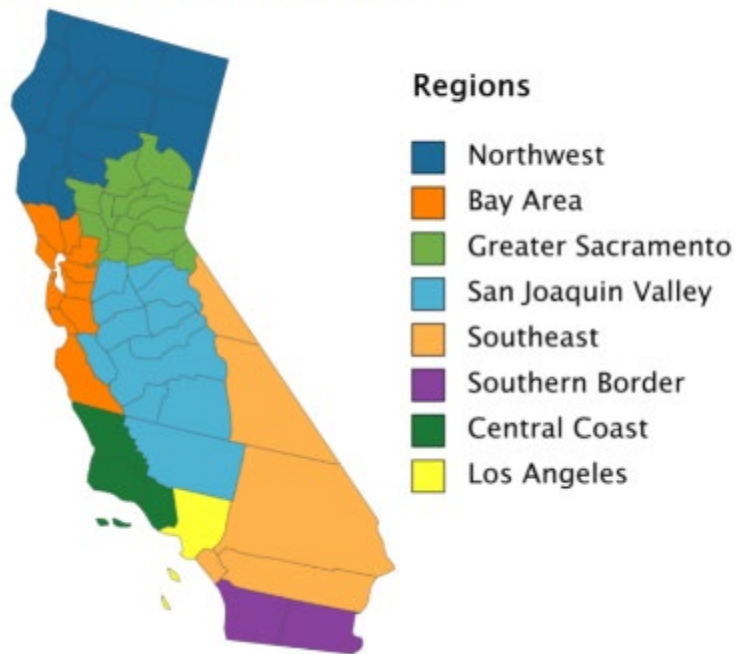 Regions
Northwest
Bay Area
Greater Sacramento
San Joaquin Valley
Southeast
Southern Border
Central Coast
Los Angeles